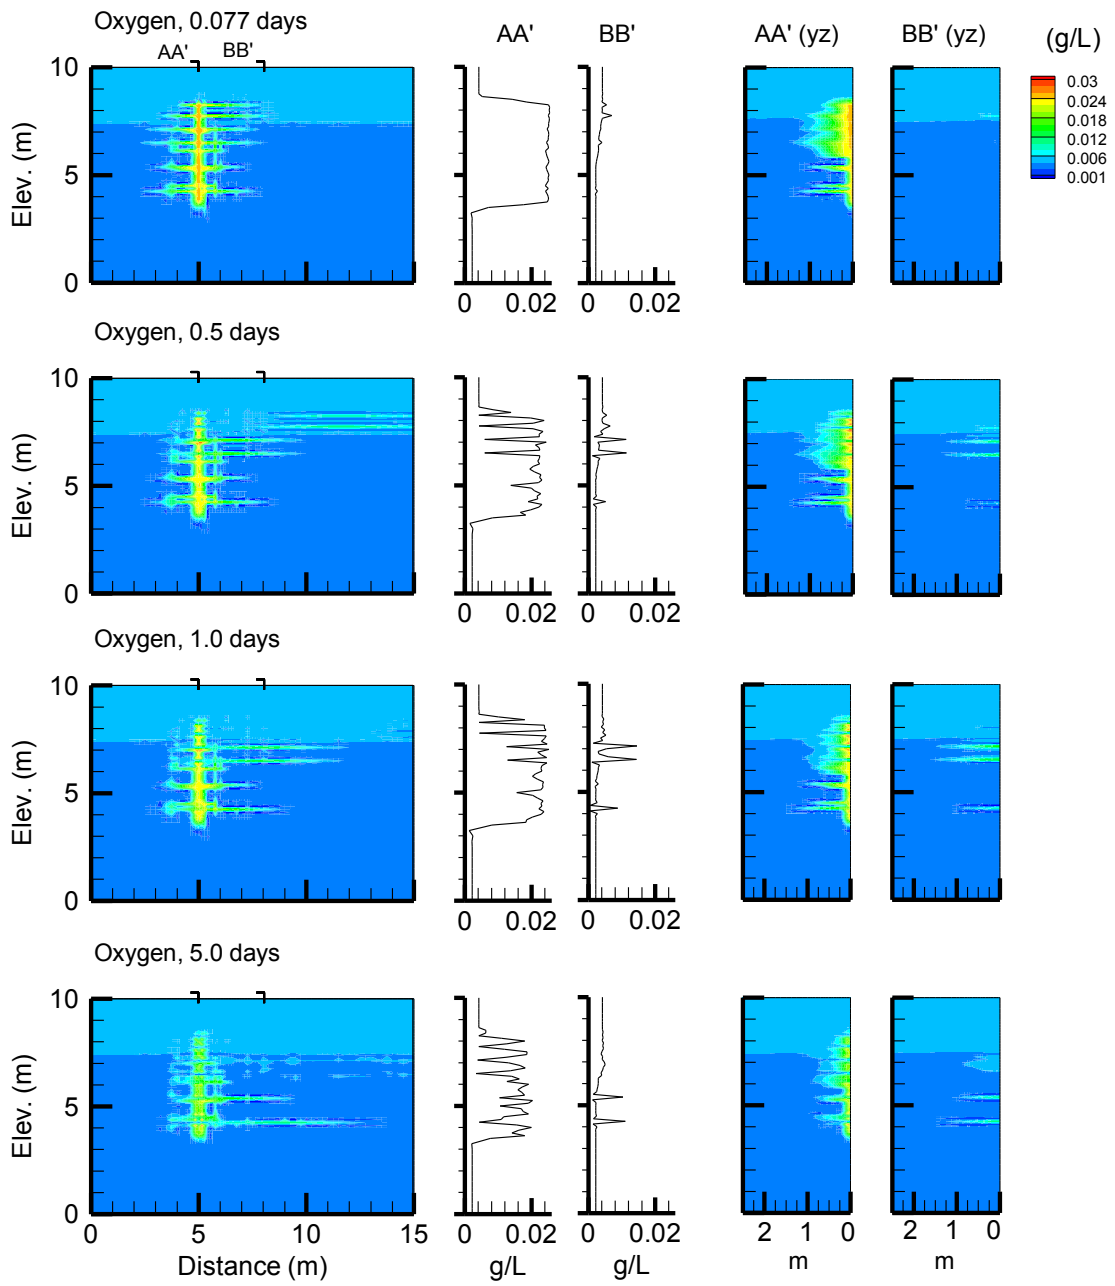 Oxygen, 0.077 days
AA' BB'
AA' BB' AA' (yz) BB' (yz) (g/L)
10
5
0
Elev. (m)
0 0.02 0 0.02
0.03
0.024
0.018
0.012
0.006
0.001
Oxygen, 0.5 days
10
5
0
Elev. (m)
0 0.02 0 0.02
Oxygen, 1.0 days
10
5
0
Elev. (m)
0 0.02 0 0.02
Oxygen, 5.0 days
10
5
0
Elev. (m)
0 5 10 15 0 0.02 0 0.02 2 1 0 2 1 0
Distance (m) g/L g/L m m